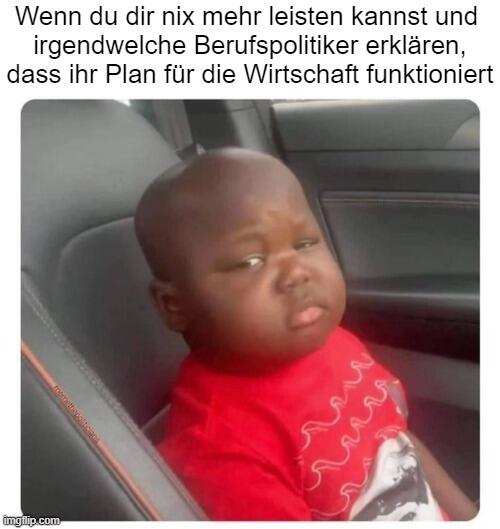 Wenn du dir nix mehr leisten kannst und
irgendwelche Berufspolitiker erklären,
dass ihr Plan für die Wirtschaft funktioniert
imgflip.com